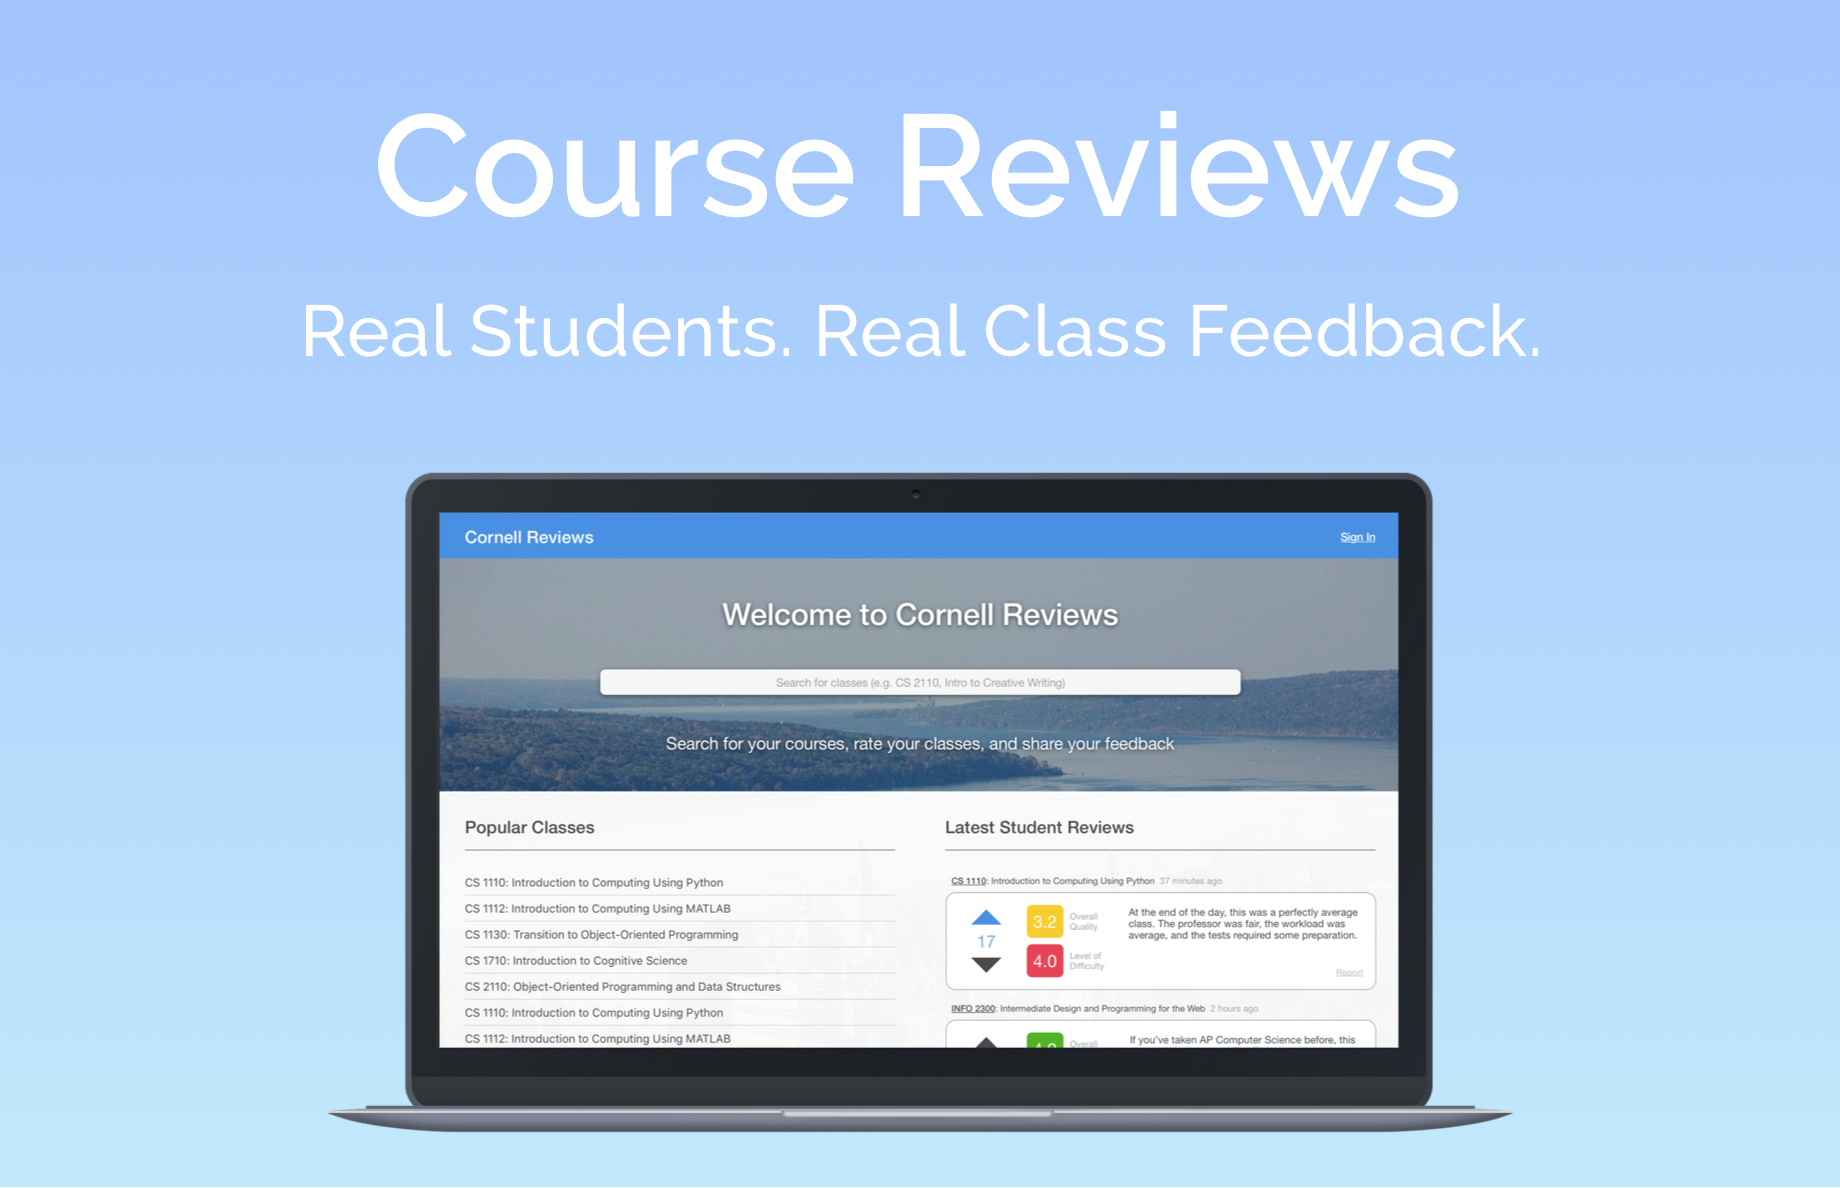 Course Reviews
Real Students. Real Class Feedback.
Cornell Reviews
Sign In
Welcome to Cornell Reviews
Search for classes (e.g. CS 2110, Intro to Creative Writing)
Search for your courses, rate your classes, and share your feedback
Popular Classes
CS 1110: Introduction to Computing Using Python
CS 1112: Introduction to Computing Using MATLAB
CS 1130: Transition to Object-Oriented Programming
CS 1710: Introduction to Cognitive Science
CS 2110: Object-Oriented Programming and Data Structures
CS 1110: Introduction to Computing Using Python
CS 1112: Introduction to Computing Using MATLAB
Latest Student Reviews
CS 1110: Introduction to Computing Using Python 37 minutes ago
17
3.2
Overall
Quality
4.0
Level of
Difficulty
At the end of the day, this was a perfectly average
class. The professor was fair, the workload was
average, and the tests required some preparation.
Report
INFO 2300: Intermediate Design and Programming for the Web 2 hours ago
Overall
If you've taken AP Computer Science before, this